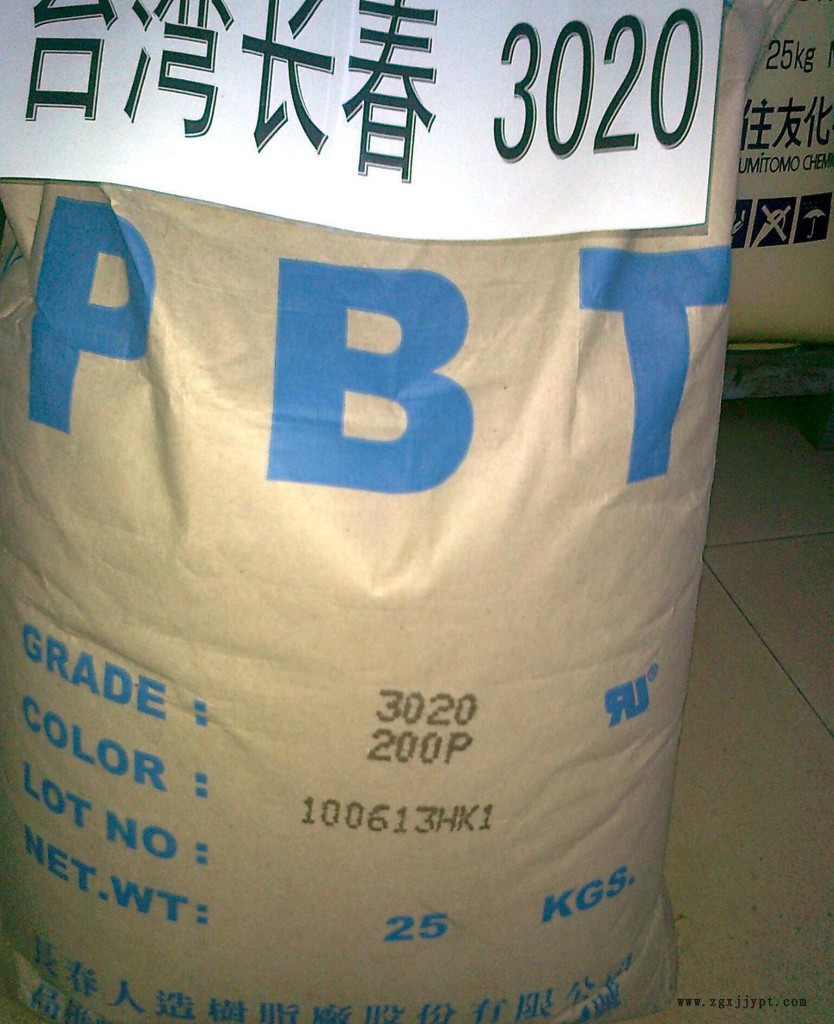 台湾长春 3020
25kg
住友化
UMITOMO CHEM
PBT
GRADE : 3020
COLOR : 200P
LOT NO : 100613HK1
NET.WT: 25 KGS.
長春人造樹脂廠股份有限公司
www.zgxjjypt.com